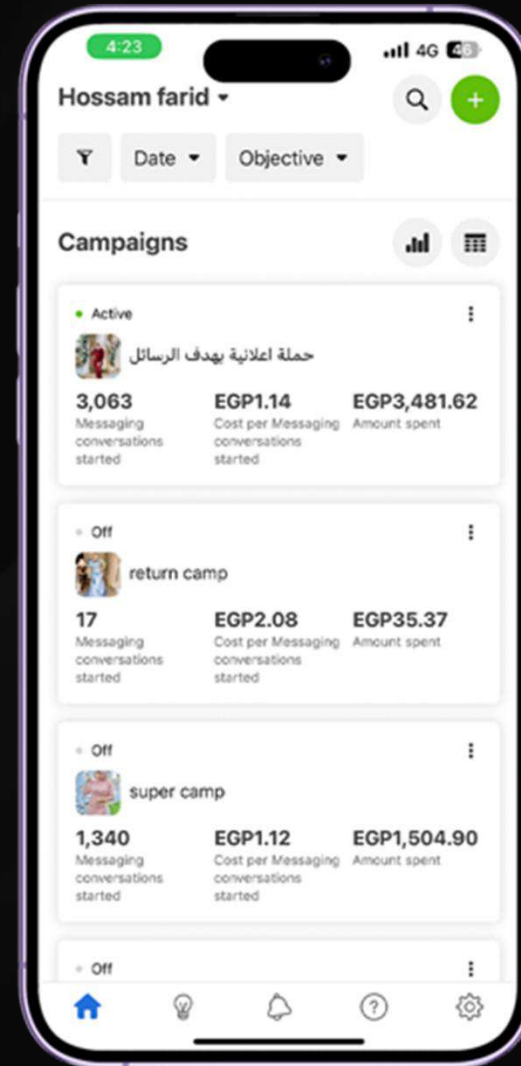 4:23 4G 46
Hossam farid
Date Objective
Campaigns
Active
حملة اعلانية بهدف الرسائل
3,063 EGP1.14 EGP3,481.62
Messaging Cost per Messaging Amount spent
conversations conversations
started started
Off
return camp
17 EGP2.08 EGP35.37
Messaging Cost per Messaging Amount spent
conversations conversations
started started
Off
super camp
1,340 EGP1.12 EGP1,504.90
Messaging Cost per Messaging Amount spent
conversations conversations
started started
Off